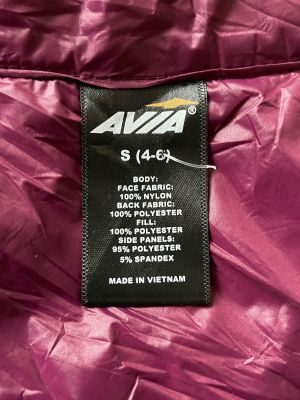 AVIA®
S (4-6)
BODY:
FACE FABRIC:
100% NYLON
BACK FABRIC:
100% POLYESTER
FILL:
100% POLYESTER
SIDE PANELS:
95% POLYESTER
5% SPANDEX
MADE IN VIETNAM